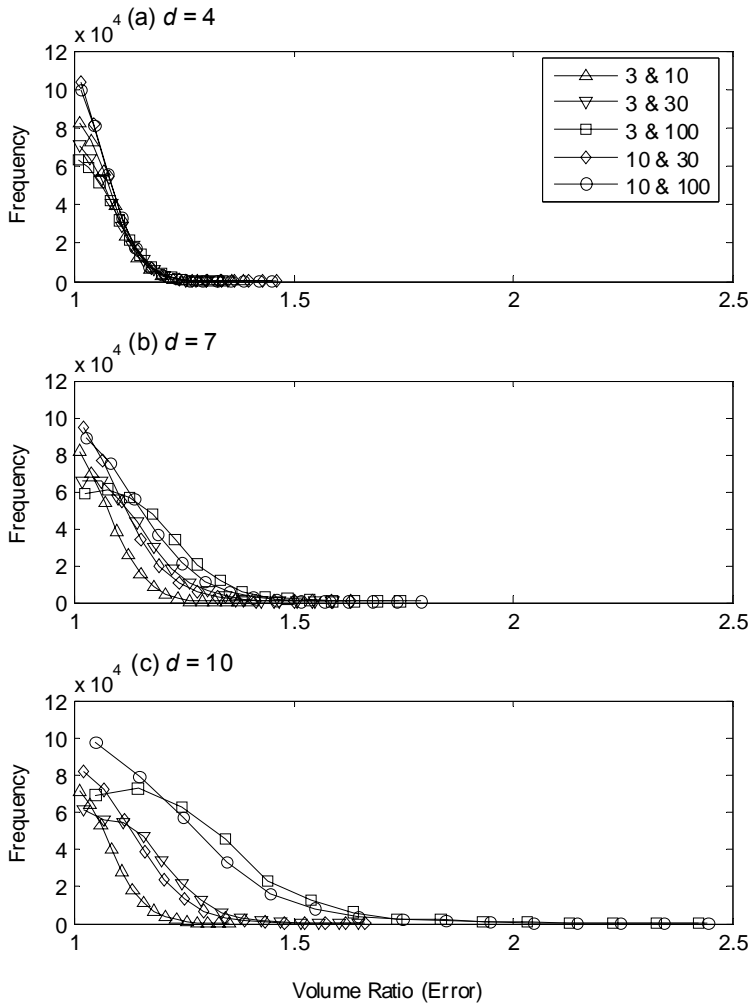 x 10^4 (a) d = 4
12
10
8
6
4
2
0
Frequency
1
1.5
2
2.5
3 & 10
3 & 30
3 & 100
10 & 30
10 & 100
x 10^4 (b) d = 7
12
10
8
6
4
2
0
Frequency
1
1.5
2
2.5
x 10^4 (c) d = 10
12
10
8
6
4
2
0
Frequency
1
1.5
2
2.5
Volume Ratio (Error)